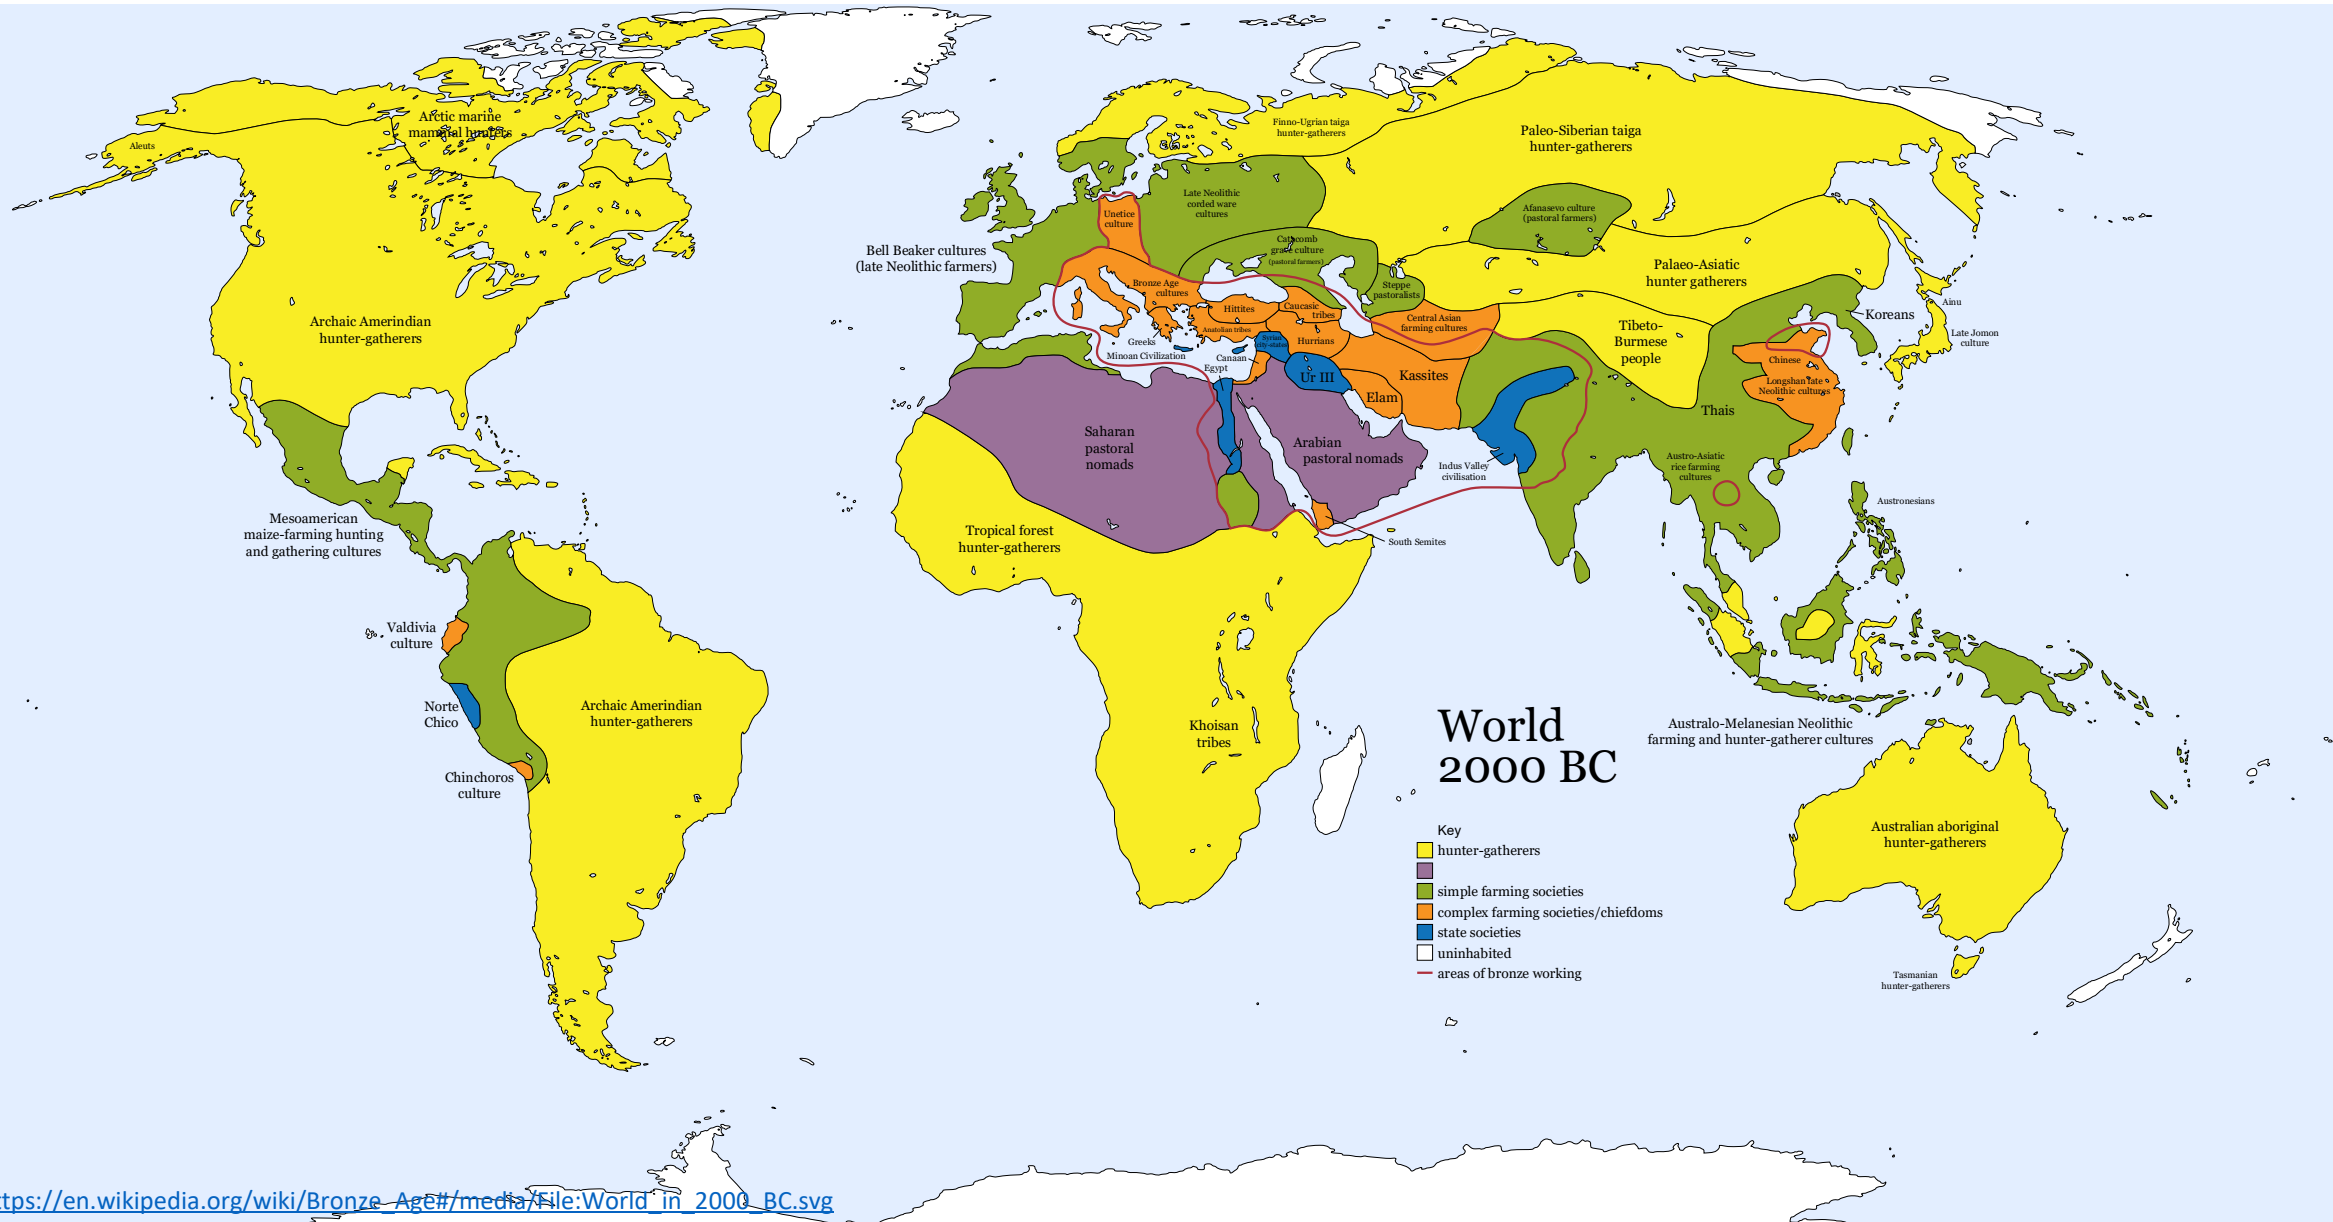 Arctic marine
mammal hunters
Aleuts
Archaic Amerindian
hunter-gatherers
Mesoamerican
maize-farming hunting
and gathering cultures
Valdivia
culture
Norte
Chico
Chinchoros
culture
Archaic Amerindian
hunter-gatherers
Bell Beaker cultures
(late Neolithic farmers)
Finno-Ugrian taiga
hunter-gatherers
Paleo-Siberian taiga
hunter-gatherers
Late Neolithic
corded ware
cultures
Unetice
culture
Afanasevo culture
(pastoral farmers)
Catacomb
grave culture
(pastoral farmers)
Palaeo-Asiatic
hunter gatherers
Steppe
pastoralists
Bronze Age
cultures
Hittites
Caucasic
tribes
Central Asian
farming cultures
Anatolian tribes
Greeks
Minoan Civilization
Syrian
city-states
Hurrians
Canaan
Egypt
Ur III
Kassites
Elam
Tibeto-
Burmese
people
Koreans
Ainu
Late Jomon
culture
Chinese
Longshan late
Neolithic cultures
Thais
Saharan
pastoral
nomads
Arabian
pastoral nomads
Indus Valley
civilisation
Austro-Asiatic
rice farming
cultures
Austronesians
Tropical forest
hunter-gatherers
South Semites
Khoisan
tribes
Australo-Melanesian Neolithic
farming and hunter-gatherer cultures
Australian aboriginal
hunter-gatherers
Tasmanian
hunter-gatherers
World
2000 BC
Key
hunter-gatherers
simple farming societies
complex farming societies/chiefdoms
state societies
uninhabited
areas of bronze working
ttps://en.wikipedia.org/wiki/Bronze_Age#/media/File:World_in_2000_BC.svg